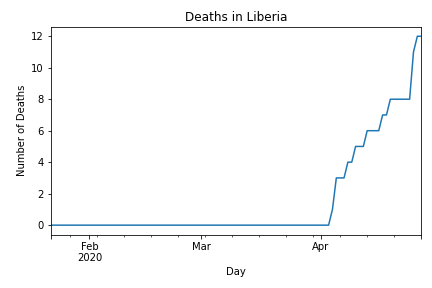 Deaths in Liberia
12
10
8
6
4
2
0
Number of Deaths
Feb
2020
Mar
Apr
Day